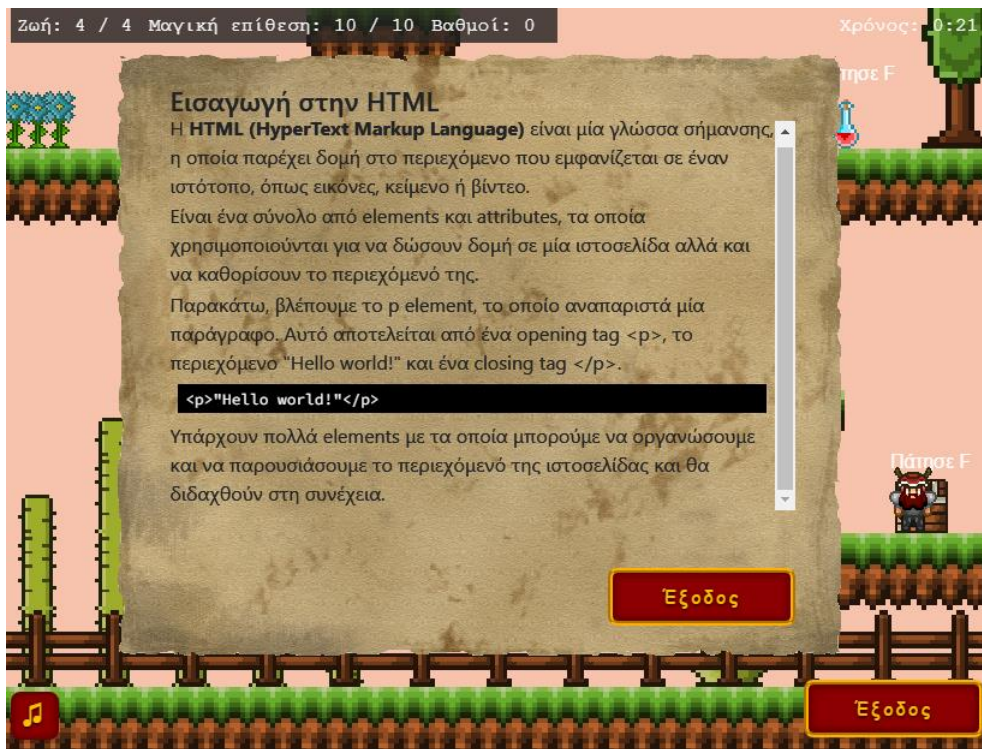 Ζωή: 4 / 4 Μαγική επίθεση: 10 / 10 Βαθμοί: 0
Χρόνος: 0:21
Εισαγωγή στην HTML
Η HTML (HyperText Markup Language) είναι μία γλώσσα σήμανσης,
η οποία παρέχει δομή στο περιεχόμενο που εμφανίζεται σε έναν
ιστότοπο, όπως εικόνες, κείμενο ή βίντεο.
Είναι ένα σύνολο από elements και attributes, τα οποία
χρησιμοποιούνται για να δώσουν δομή σε μία ιστοσελίδα αλλά και
να καθορίσουν το περιεχόμενό της.
Παρακάτω, βλέπουμε το p element, το οποίο αναπαριστά μία
παράγραφο. Αυτό αποτελείται από ένα opening tag <p>, το
περιεχόμενο "Hello world!" και ένα closing tag </p>.
<p>"Hello world!"</p>
Υπάρχουν πολλά elements με τα οποία μπορούμε να οργανώσουμε
και να παρουσιάσουμε το περιεχόμενό της ιστοσελίδας και θα
διδαχθούν στη συνέχεια.
Πάτησε F
Έξοδος
Έξοδος